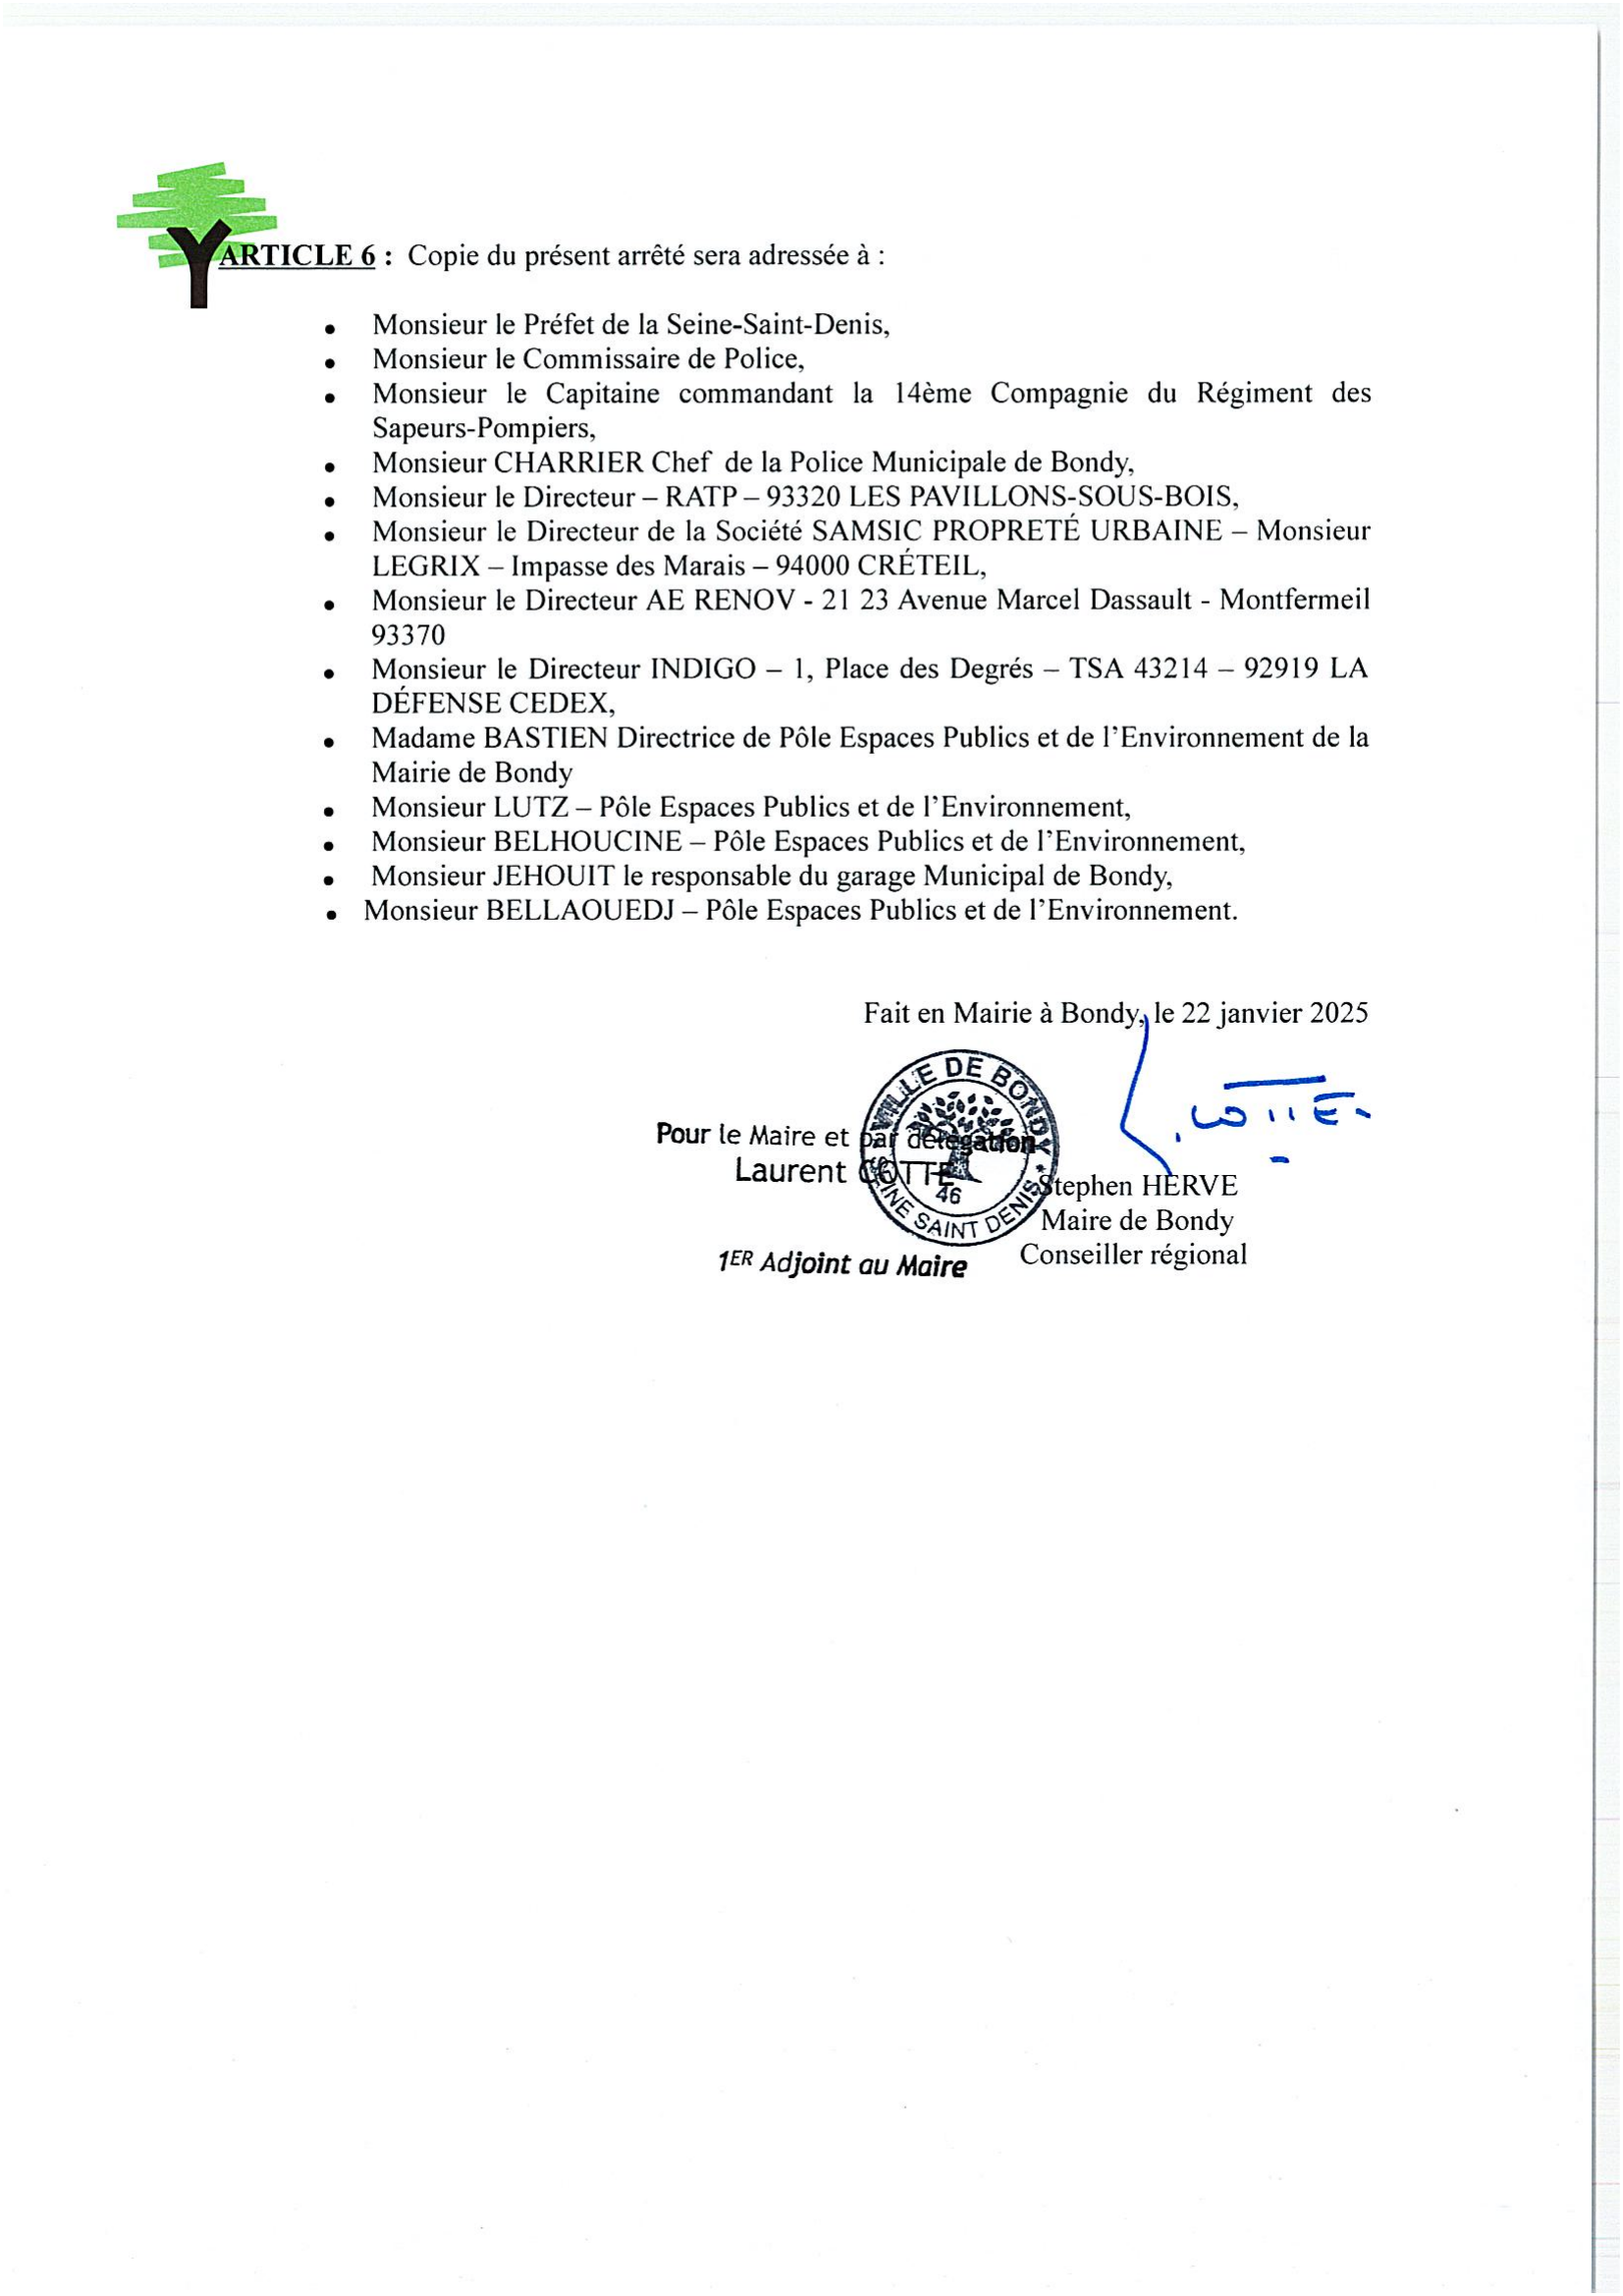 ARTICLE 6 : Copie du présent arrêté sera adressée à :
• Monsieur le Préfet de la Seine-Saint-Denis,
• Monsieur le Commissaire de Police,
• Monsieur le Capitaine commandant la 14ème Compagnie du Régiment des
Sapeurs-Pompiers,
• Monsieur CHARRIER Chef de la Police Municipale de Bondy,
• Monsieur le Directeur – RATP – 93320 LES PAVILLONS-SOUS-BOIS,
• Monsieur le Directeur de la Société SAMSIC PROPRETÉ URBAINE – Monsieur
LEGRIX – Impasse des Marais – 94000 CRÉTEIL,
• Monsieur le Directeur AE RENOV - 21 23 Avenue Marcel Dassault - Montfermeil
93370
• Monsieur le Directeur INDIGO – 1, Place des Degrés – TSA 43214 – 92919 LA
DÉFENSE CEDEX,
• Madame BASTIEN Directrice de Pôle Espaces Publics et de l'Environnement de la
Mairie de Bondy
• Monsieur LUTZ – Pôle Espaces Publics et de l'Environnement,
• Monsieur BELHOUCINE – Pôle Espaces Publics et de l'Environnement,
• Monsieur JEHOUIT le responsable du garage Municipal de Bondy,
• Monsieur BELLAOUEDJ – Pôle Espaces Publics et de l'Environnement.
Fait en Mairie à Bondy, le 22 janvier 2025
VILLE DE BONDY
46
SEINE SAINT DENIS
Pour le Maire et par délégation
Laurent COTTE
1ER Adjoint au Maire
L. COTTE
Stephen HERVE
Maire de Bondy
Conseiller régional